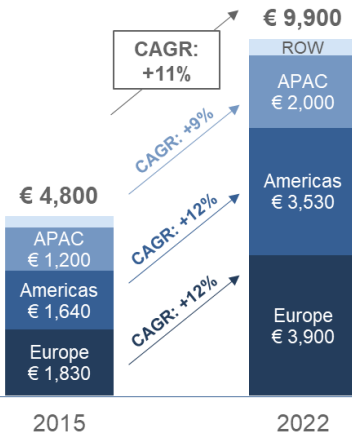 € 9,900
CAGR:
+11%
ROW
APAC
€ 2,000
CAGR: +9%
Americas
€ 3,530
€ 4,800
CAGR: +12%
APAC
€ 1,200
Americas
€ 1,640
CAGR: +12%
Europe
€ 3,900
Europe
€ 1,830
2015
2022